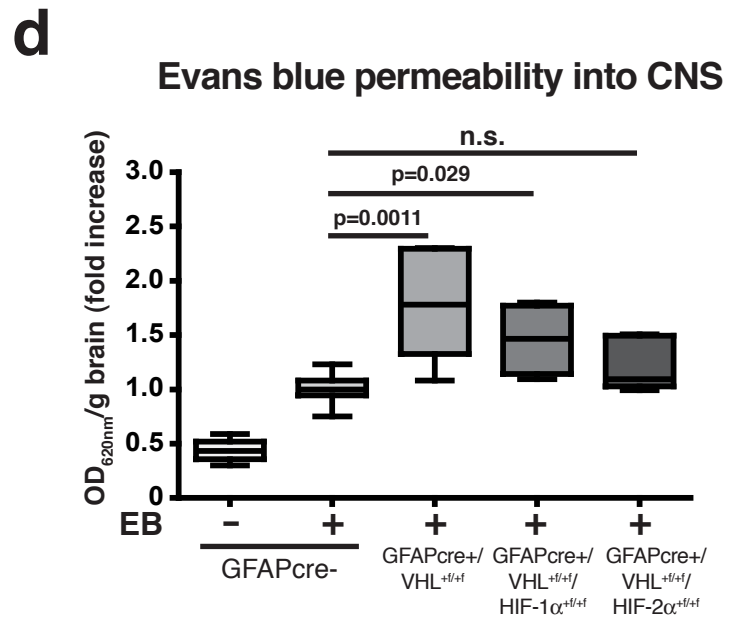 d
Evans blue permeability into CNS
n.s.
p=0.029
p=0.0011
OD620nm/g brain (fold increase)
3.0
2.5
2.0
1.5
1.0
0.5
0
EB − + + + +
GFAPcre-
GFAPcre+/
VHL+f/+f
GFAPcre+/
VHL+f/+f/
HIF-1α+f/+f
GFAPcre+/
VHL+f/+f/
HIF-2α+f/+f